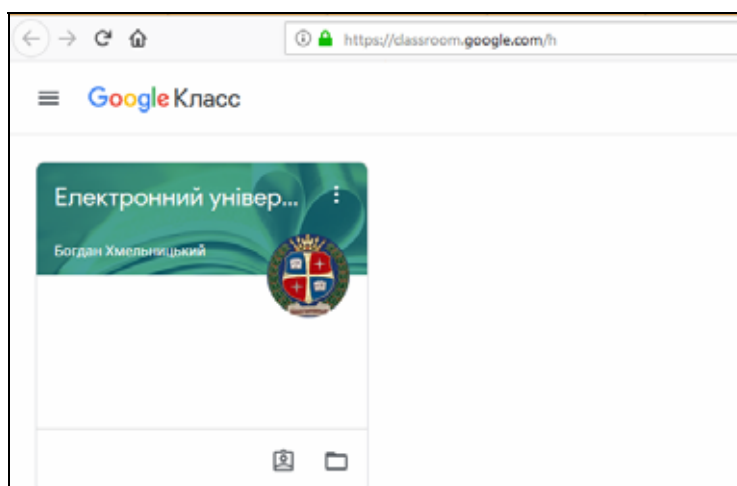 https://classroom.google.com/h
Google Класс
Електронний універ...
Богдан Хмельницький